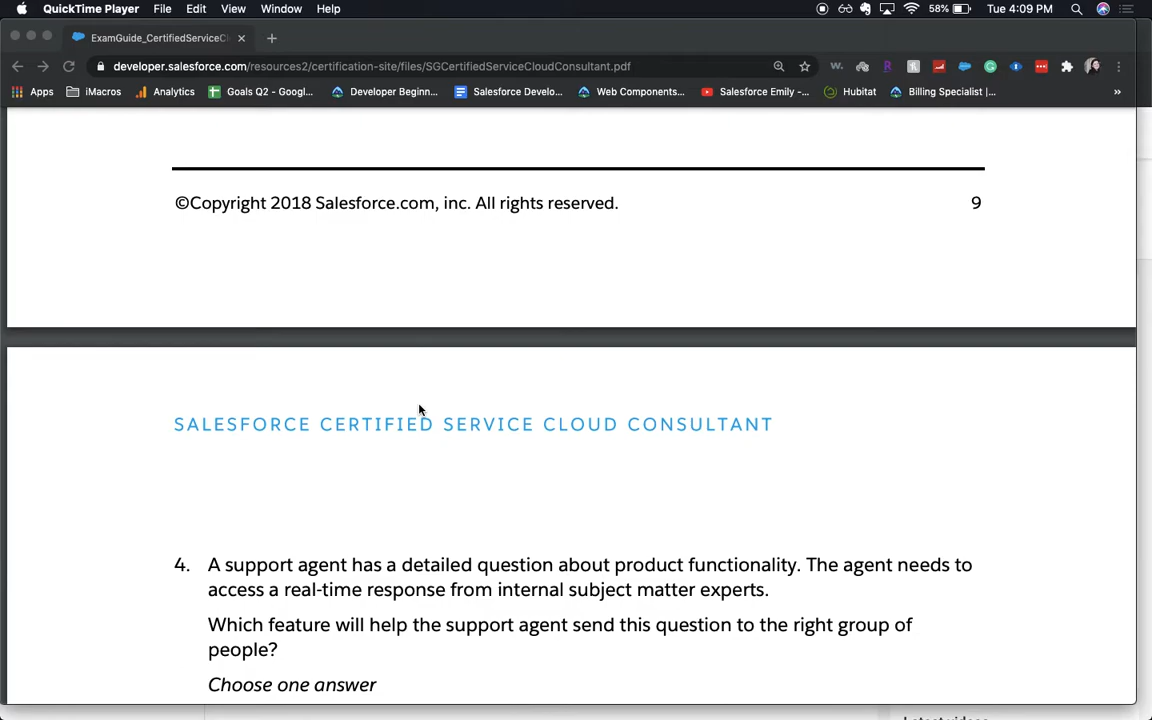 QuickTime Player File Edit View Window Help 58% Tue 4:09 PM
ExamGuide_CertifiedServiceCl
developer.salesforce.com/resources2/certification-site/files/SGCertifiedServiceCloudConsultant.pdf
Apps iMacros Analytics Goals Q2 - Googl... Developer Beginn... Salesforce Develo... Web Components... Salesforce Emily -... Hubitat Billing Specialist |... »
©Copyright 2018 Salesforce.com, inc. All rights reserved. 9
SALESFORCE CERTIFIED SERVICE CLOUD CONSULTANT
4. A support agent has a detailed question about product functionality. The agent needs to
access a real-time response from internal subject matter experts.
Which feature will help the support agent send this question to the right group of
people?
Choose one answer